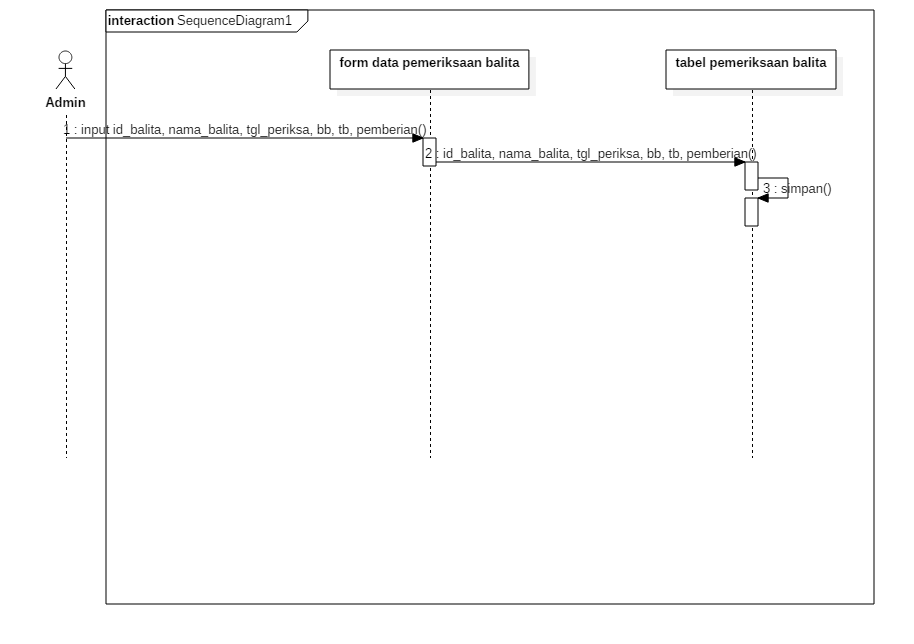 interaction SequenceDiagram1
form data pemeriksaan balita
tabel pemeriksaan balita
Admin
1 : input id_balita, nama_balita, tgl_periksa, bb, tb, pemberian()
2 : id_balita, nama_balita, tgl_periksa, bb, tb, pemberian()
3 : simpan()